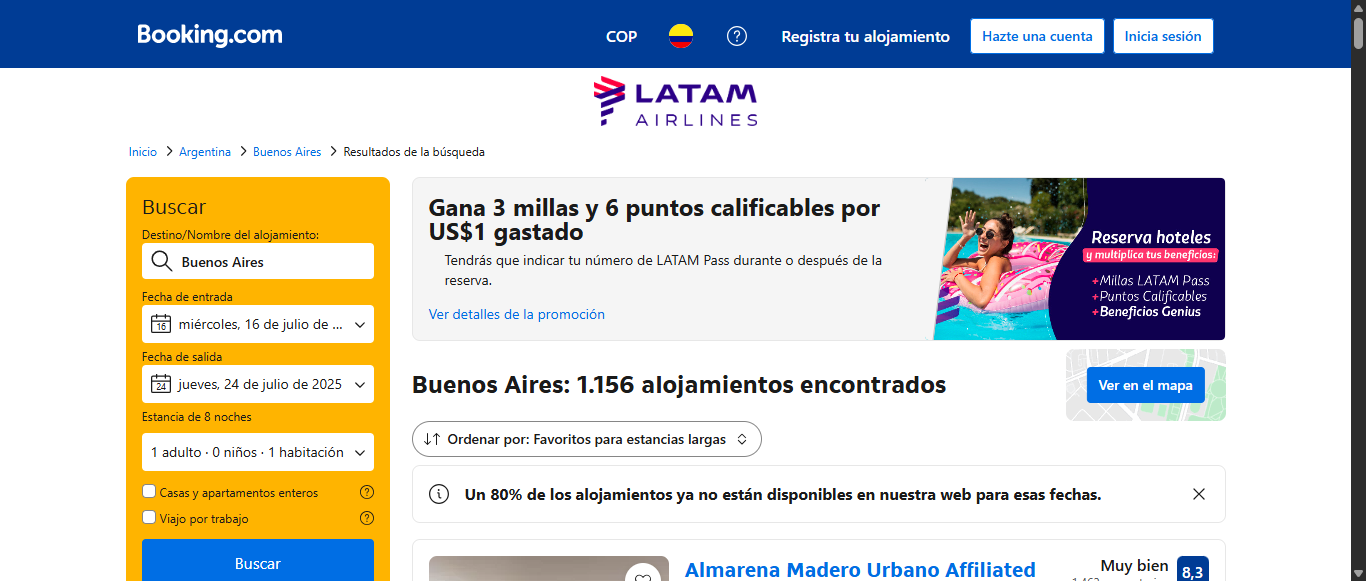 Booking.com
COP
Registra tu alojamiento
Hazte una cuenta
Inicia sesión
LATAM
AIRLINES
Inicio > Argentina > Buenos Aires > Resultados de la búsqueda
Buscar
Destino/Nombre del alojamiento:
Buenos Aires
Fecha de entrada
16
miércoles, 16 de julio de ...
Fecha de salida
24
jueves, 24 de julio de 2025
Estancia de 8 noches
1 adulto · 0 niños · 1 habitación
Casas y apartamentos enteros
Viajo por trabajo
Buscar
Gana 3 millas y 6 puntos calificables por
US$1 gastado
Tendrás que indicar tu número de LATAM Pass durante o después de la
reserva.
Ver detalles de la promoción
Reserva hoteles
y multiplica tus beneficios:
+Millas LATAM Pass
+Puntos Calificables
+Beneficios Genius
Buenos Aires: 1.156 alojamientos encontrados
Ver en el mapa
Ordenar por: Favoritos para estancias largas
Un 80% de los alojamientos ya no están disponibles en nuestra web para esas fechas.
Almarena Madero Urbano Affiliated
Muy bien
8,3